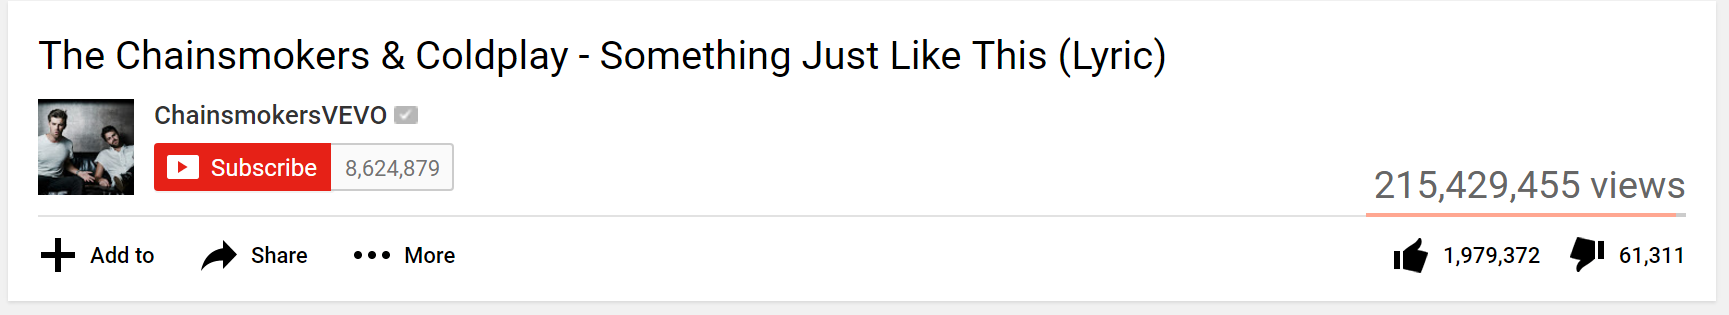 The Chainsmokers & Coldplay - Something Just Like This (Lyric)
ChainsmokersVEVO
Subscribe 8,624,879
215,429,455 views
Add to Share More 1,979,372 61,311